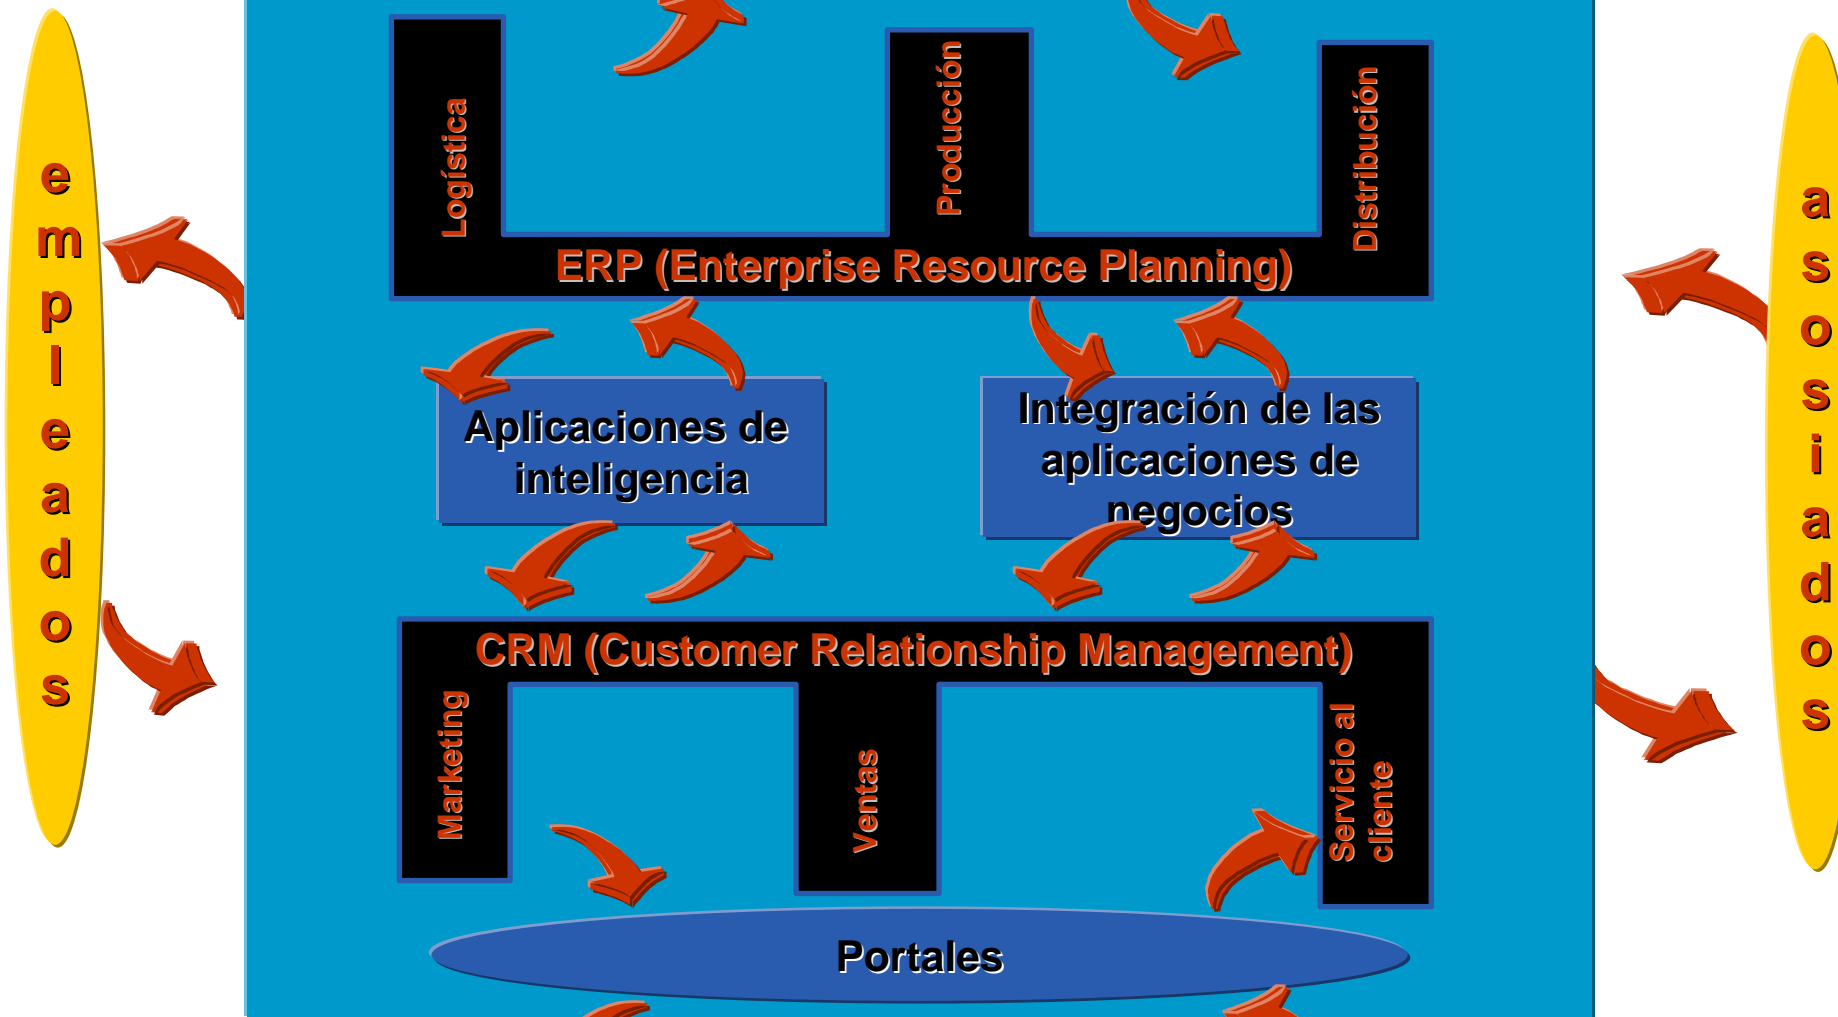 empleados
Logística
Producción
Distribución
ERP (Enterprise Resource Planning)
Aplicaciones de
inteligencia
Integración de las
aplicaciones de
negocios
CRM (Customer Relationship Management)
Marketing
Ventas
Servicio al
cliente
Portales
asosiados